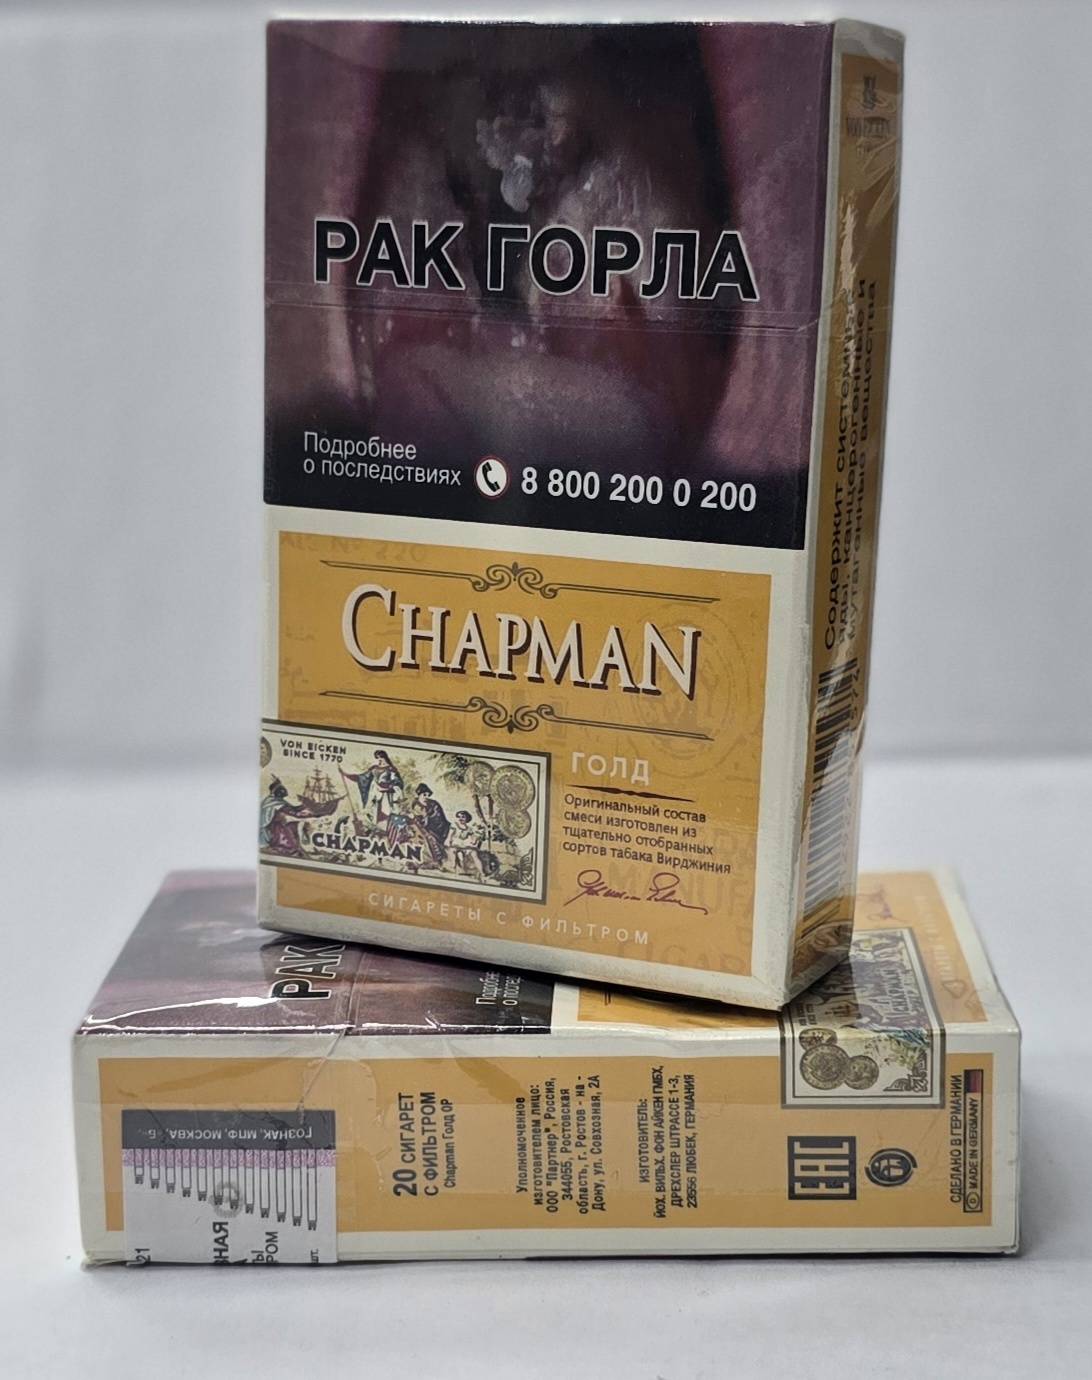 РАК ГОРЛА
Подробнее
о последствиях
8 800 200 0 200
CHAPMAN
VON EICKEN
SINCE 1770
CHAPMAN
ГОЛД
Оригинальный состав
смеси изготовлен из
тщательно отобранных
сортов табака Вирджиния
СИГАРЕТЫ С ФИЛЬТРОМ
Содержит системные
яды, канцерогенные и
мутагенные вещества
РАК
Подробнее
о послед
ГОЗНАК, МПФ, МОСКВА,
20 СИГАРЕТ
С ФИЛЬТРОМ
Chapman Голд ОР
Уполномоченное
изготовителем лицо:
ООО "Партнер", Россия,
344055, Ростовская
область, г. Ростов - на -
Дону, ул. Совхозная, 2А
ИЗГОТОВИТЕЛЬ:
ЙОХ. ВИЛЬХ. ФОН АЙКЕН ГМБХ,
ДРЕХСЛЕР ШТРАССЕ 1-3,
23556 ЛЮБЕК, ГЕРМАНИЯ
EAC
СДЕЛАНО В ГЕРМАНИИ
MADE IN GERMANY